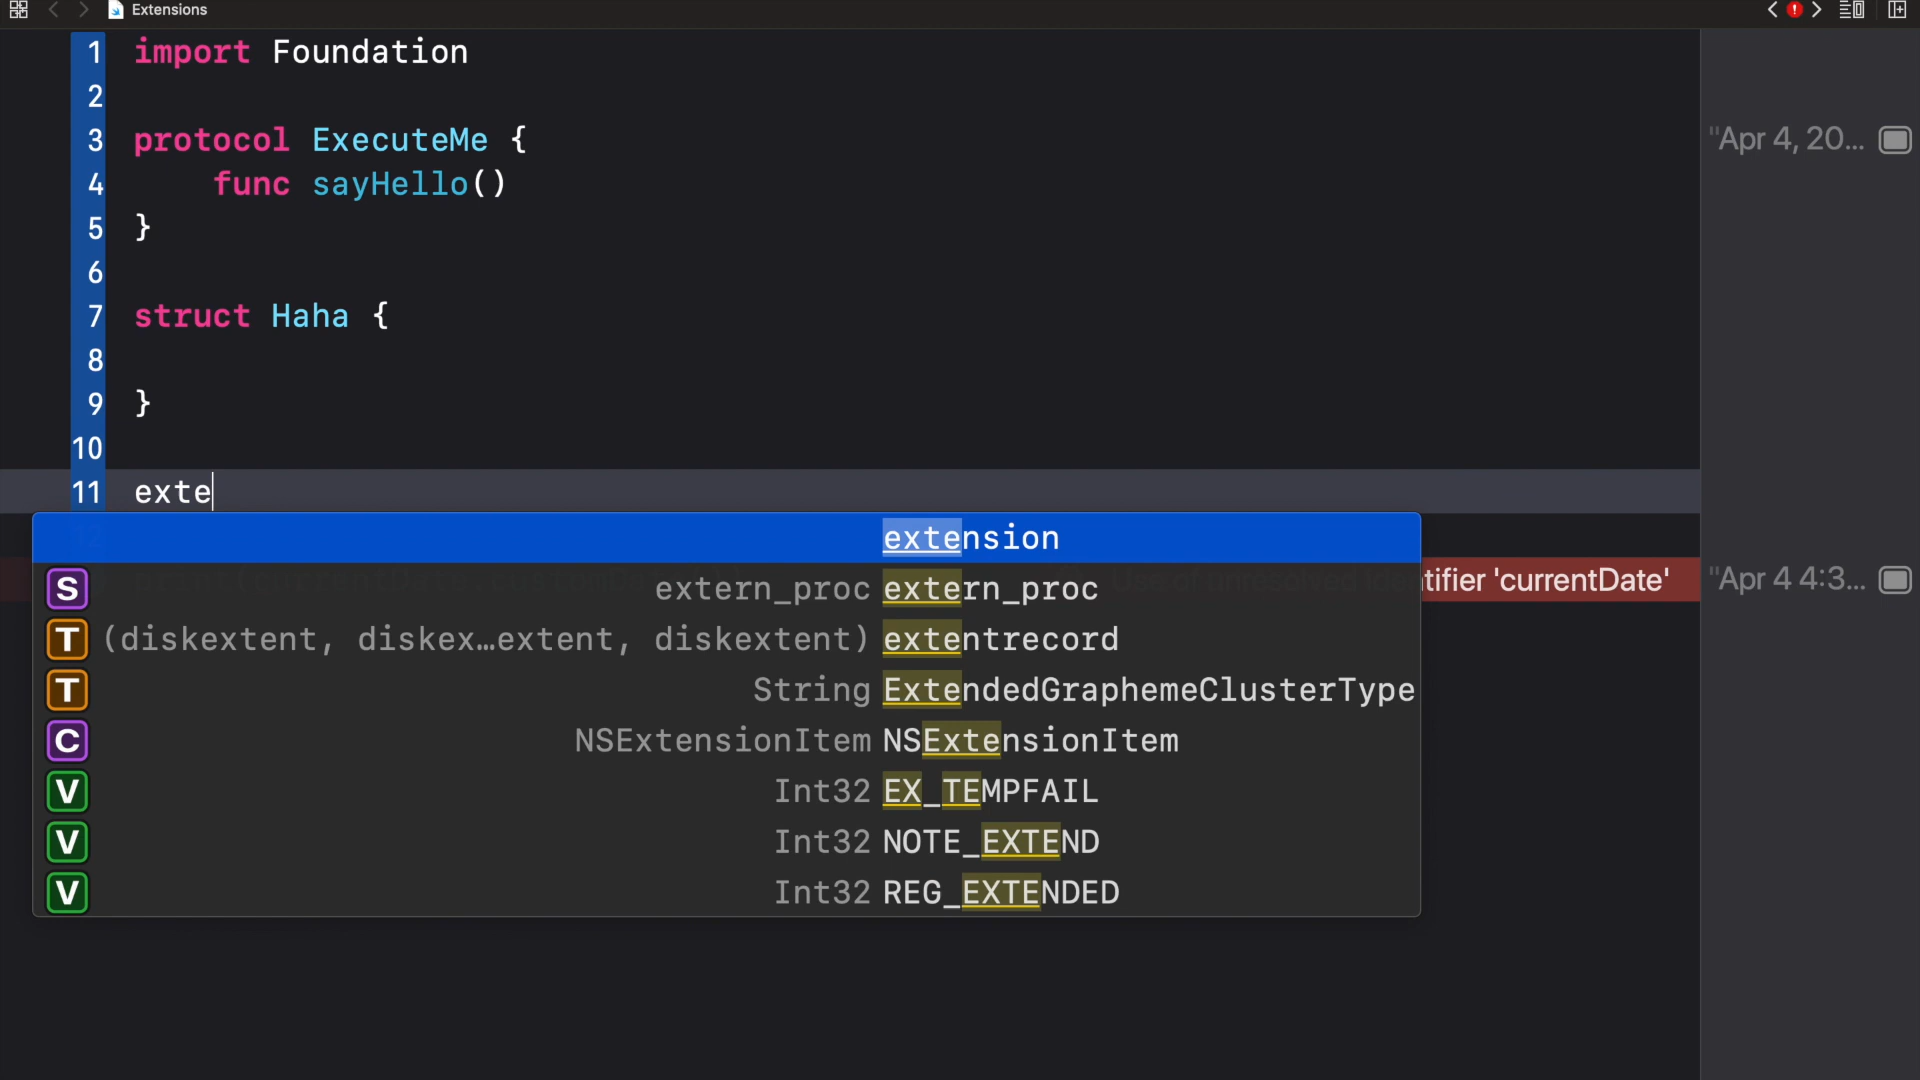 Extensions
1 import Foundation
2
3 protocol ExecuteMe {
"Apr 4, 20...
4 func sayHello()
5 }
6
7 struct Haha {
8
9 }
10
11 exte
extension
S extern_proc extern_proc
tifier 'currentDate'
"Apr 4 4:3...
T (diskextent, diskex…extent, diskextent) extentrecord
T String ExtendedGraphemeClusterType
C NSExtensionItem NSExtensionItem
V Int32 EX_TEMPFAIL
V Int32 NOTE_EXTEND
V Int32 REG_EXTENDED